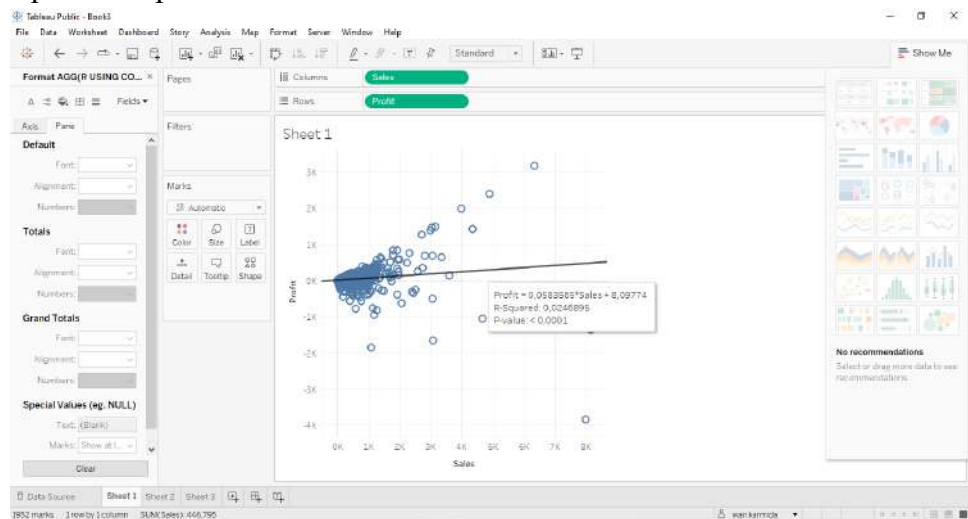 Tableau Public - Book3
File Data Worksheet Dashboard Story Analysis Map Format Server Window Help
Standard
Show Me
Format AGG(R USING CO...
Fields
Axis Pane
Default
Font:
Alignment:
Numbers:
Totals
Font:
Alignment:
Numbers:
Grand Totals
Font:
Alignment:
Numbers:
Special Values (eg. NULL)
Text: (Blank)
Marks: Show at I...
Clear
Pages
Filters
Marks
Automatic
Color Size Label
Detail Tooltip Shape
Columns Sales
Rows Profit
Sheet 1
3K
2K
1K
0K
-1K
-2K
-3K
-4K
Profit
0K 1K 2K 3K 4K 5K 6K 7K 8K
Sales
Profit = 0,0583565*Sales + 8,09774
R-Squared: 0,0246895
P-value: < 0,0001
No recommendations
Select or drag more data to see
recommendations
Data Source Sheet 1 Sheet 2 Sheet 3
1952 marks 1 row by 1 column SUM(Sales): 446,795
wan karmida